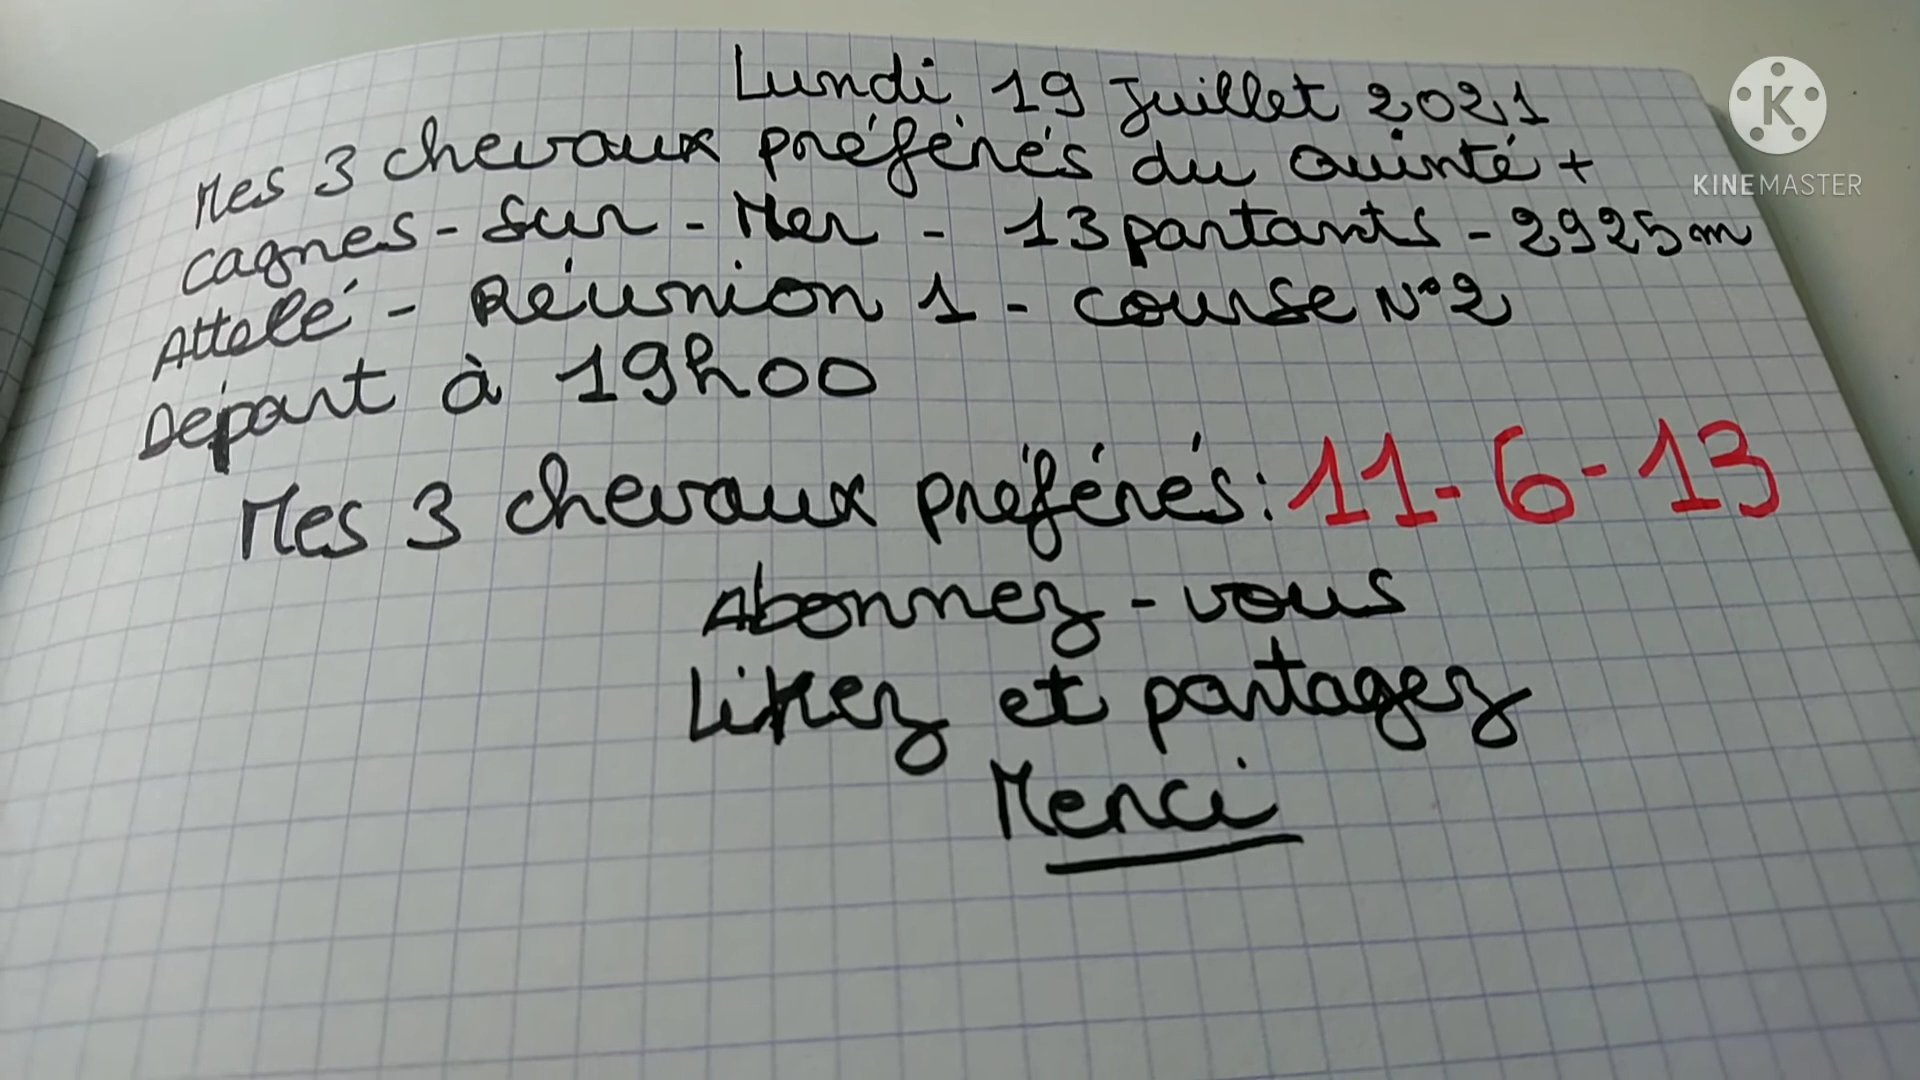 Lundi 19 Juillet 2021
Mes 3 chevaux préférés du Quinté +
Cagnes-Sur-Mer - 13 partants - 2925m
Attelé - Réunion 1 - course N°2
Départ à 19h00
Mes 3 chevaux préférés: 11-6-13
Abonnez-vous
Likez et partagez
Merci
K
KINEMASTER